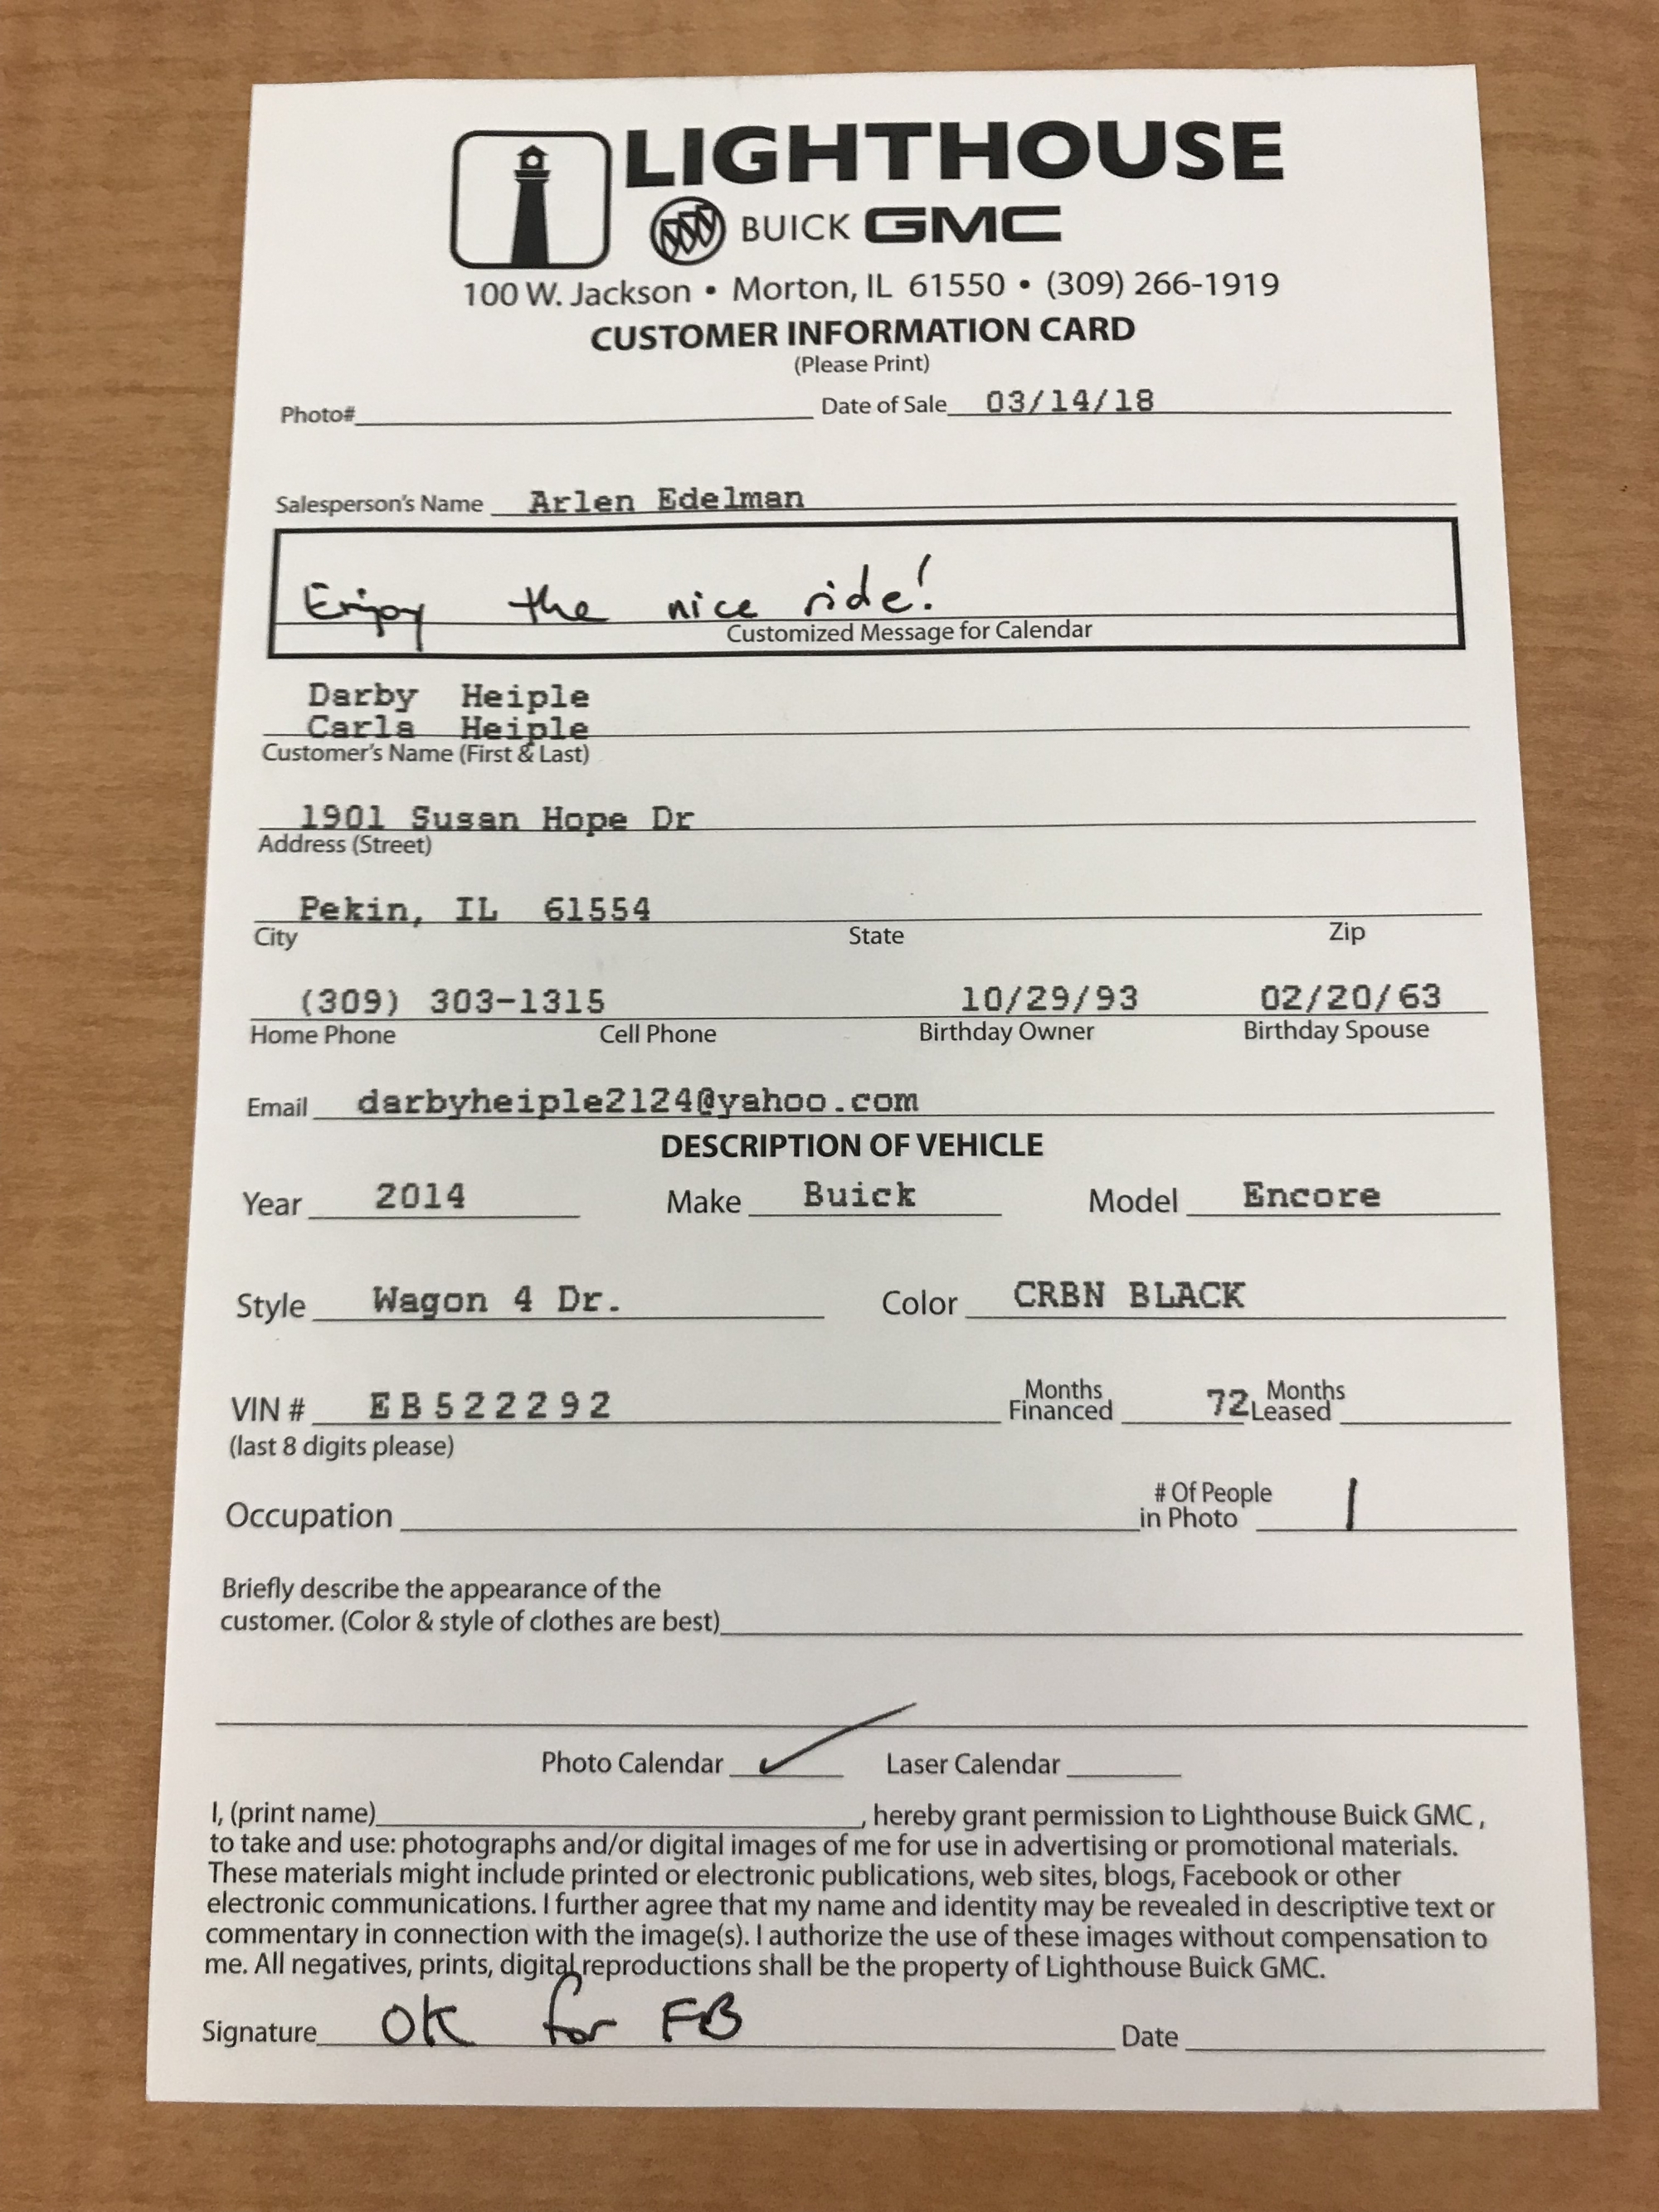 LIGHTHOUSE
BUICK GMC
100 W. Jackson • Morton, IL 61550 • (309) 266-1919
CUSTOMER INFORMATION CARD
(Please Print)
Photo# Date of Sale 03/14/18
Salesperson's Name Arlen Edelman
Enjoy the nice ride!
Customized Message for Calendar
Darby Heiple
Carla Heiple
Customer's Name (First & Last)
1901 Susan Hope Dr
Address (Street)
Pekin, IL 61554
City State Zip
(309) 303-1315 10/29/93 02/20/63
Home Phone Cell Phone Birthday Owner Birthday Spouse
Email darbyheiple2124@yahoo.com
DESCRIPTION OF VEHICLE
Year 2014 Make Buick Model Encore
Style Wagon 4 Dr. Color CRBN BLACK
VIN # EB522292 Months Financed 72 Months Leased
(last 8 digits please)
Occupation # Of People in Photo 1
Briefly describe the appearance of the
customer. (Color & style of clothes are best)
Photo Calendar ✓ Laser Calendar
I, (print name) , hereby grant permission to Lighthouse Buick GMC ,
to take and use: photographs and/or digital images of me for use in advertising or promotional materials.
These materials might include printed or electronic publications, web sites, blogs, Facebook or other
electronic communications. I further agree that my name and identity may be revealed in descriptive text or
commentary in connection with the image(s). I authorize the use of these images without compensation to
me. All negatives, prints, digital reproductions shall be the property of Lighthouse Buick GMC.
Signature OK for FB Date